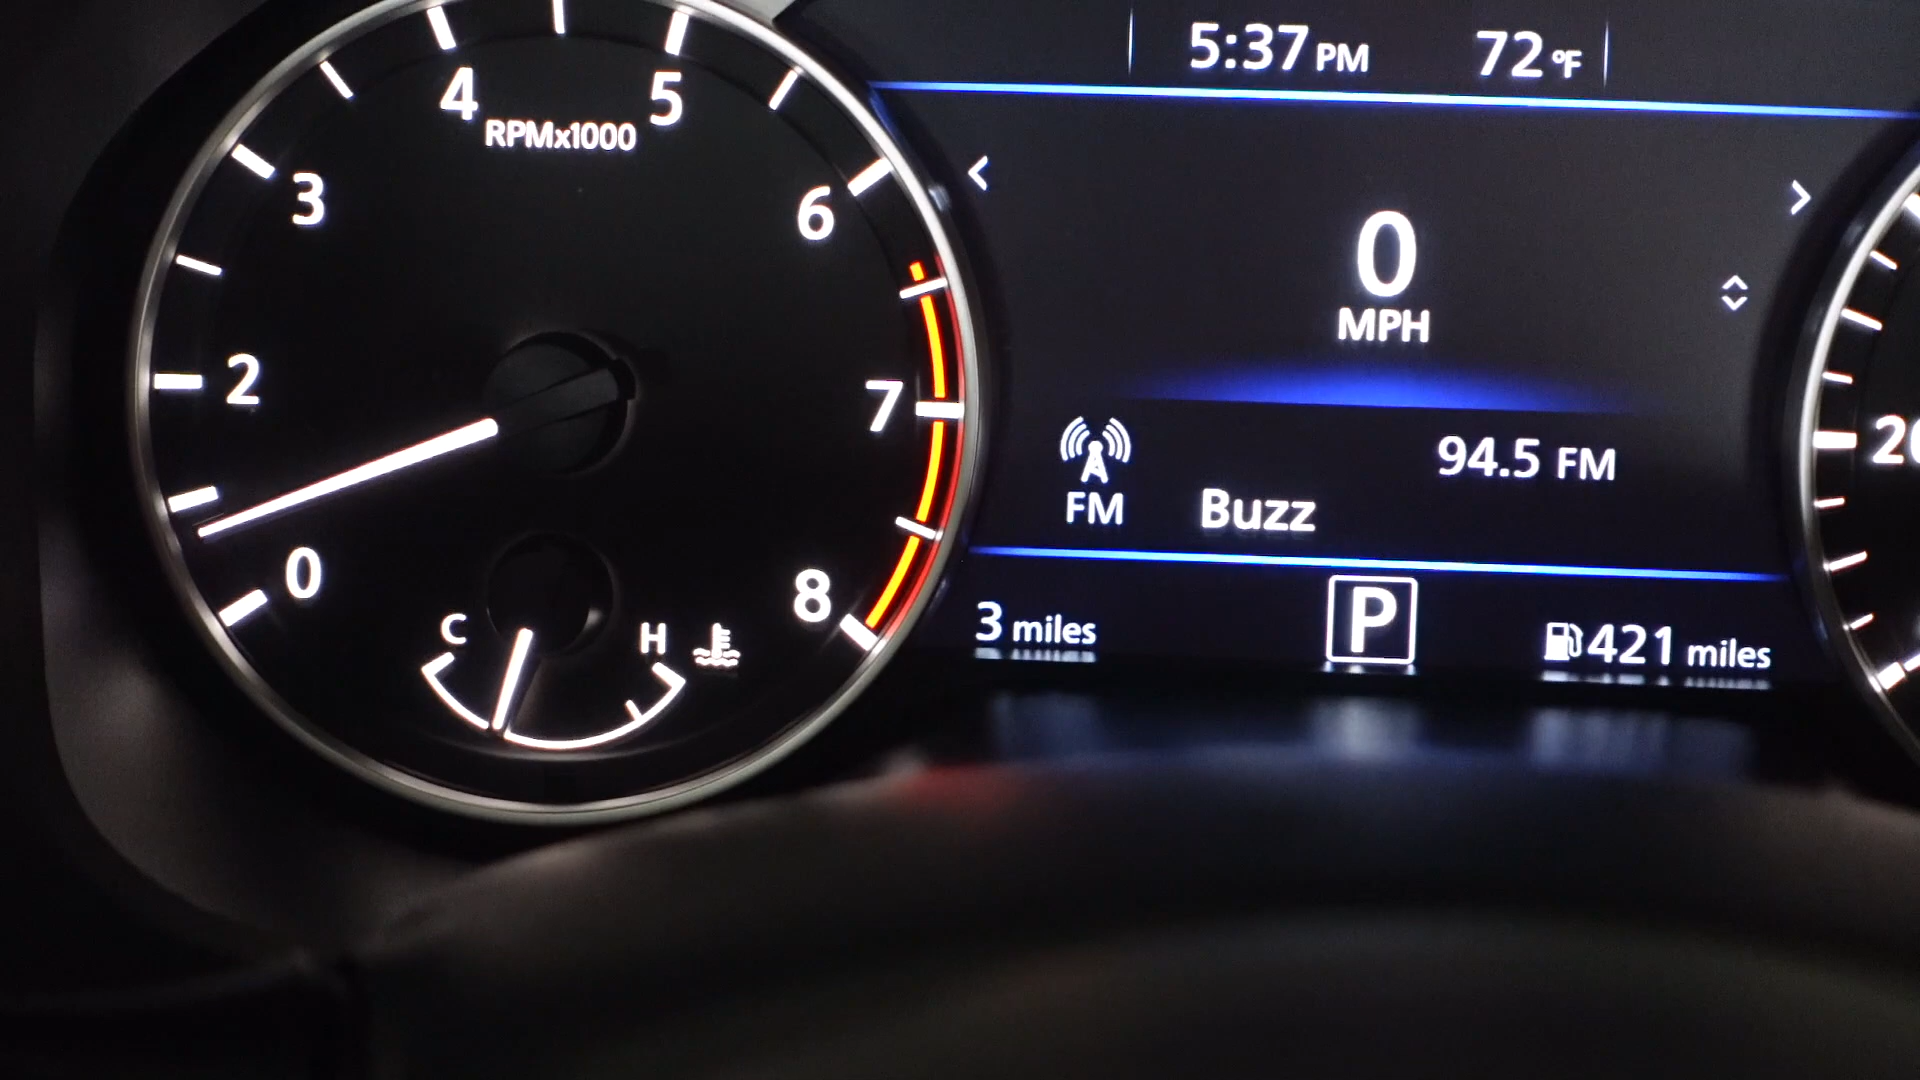 5:37 PM 72 °F
4 5
RPMx1000
3 6
2 7
0 8
C H
0
MPH
94.5 FM
FM Buzz
3 miles P 421 miles